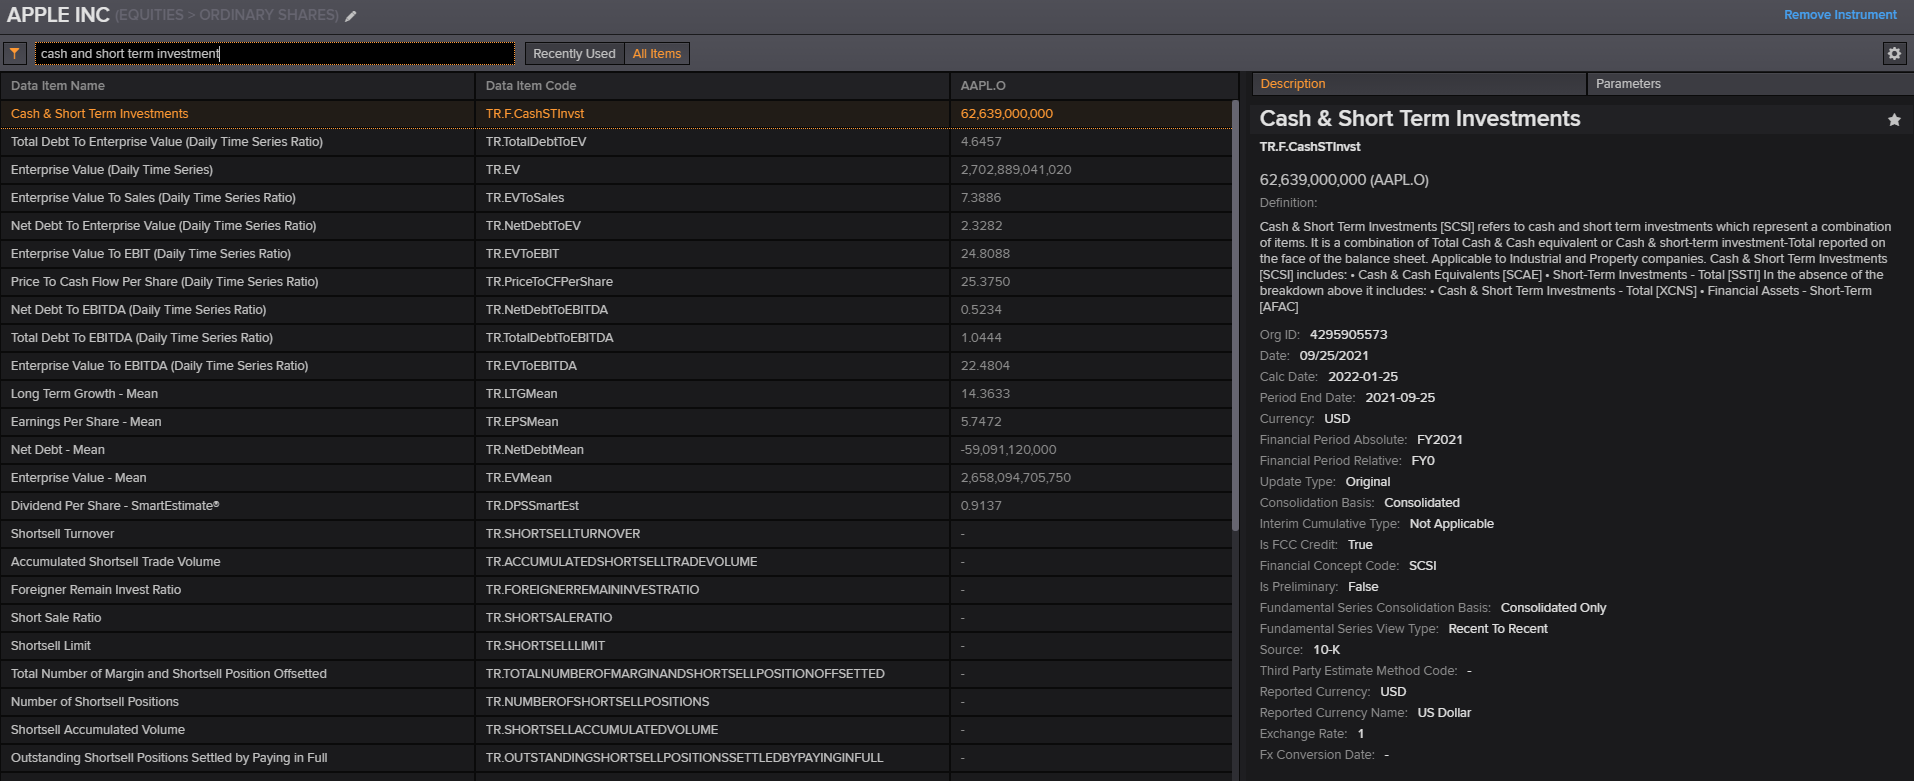 APPLE INC (EQUITIES > ORDINARY SHARES)
Remove Instrument
cash and short term investment
Recently Used All Items
Data Item Name Data Item Code AAPL.O
Cash & Short Term Investments TR.F.CashSTInvst 62,639,000,000
Total Debt To Enterprise Value (Daily Time Series Ratio) TR.TotalDebtToEV 4.6457
Enterprise Value (Daily Time Series) TR.EV 2,702,889,041,020
Enterprise Value To Sales (Daily Time Series Ratio) TR.EVToSales 7.3886
Net Debt To Enterprise Value (Daily Time Series Ratio) TR.NetDebtToEV 2.3282
Enterprise Value To EBIT (Daily Time Series Ratio) TR.EVToEBIT 24.8088
Price To Cash Flow Per Share (Daily Time Series Ratio) TR.PriceToCFPerShare 25.3750
Net Debt To EBITDA (Daily Time Series Ratio) TR.NetDebtToEBITDA 0.5234
Total Debt To EBITDA (Daily Time Series Ratio) TR.TotalDebtToEBITDA 1.0444
Enterprise Value To EBITDA (Daily Time Series Ratio) TR.EVToEBITDA 22.4804
Long Term Growth - Mean TR.LTGMean 14.3633
Earnings Per Share - Mean TR.EPSMean 5.7472
Net Debt - Mean TR.NetDebtMean -59,091,120,000
Enterprise Value - Mean TR.EVMean 2,658,094,705,750
Dividend Per Share - SmartEstimate® TR.DPSSmartEst 0.9137
Shortsell Turnover TR.SHORTSELLTURNOVER -
Accumulated Shortsell Trade Volume TR.ACCUMULATEDSHORTSELLTRADEVOLUME -
Foreigner Remain Invest Ratio TR.FOREIGNERREMAININVESTRATIO -
Short Sale Ratio TR.SHORTSALERATIO -
Shortsell Limit TR.SHORTSELLLIMIT -
Total Number of Margin and Shortsell Position Offsetted TR.TOTALNUMBEROFMARGINANDSHORTSELLPOSITIONOFFSETTED -
Number of Shortsell Positions TR.NUMBEROFSHORTSELLPOSITIONS -
Shortsell Accumulated Volume TR.SHORTSELLACCUMULATEDVOLUME -
Outstanding Shortsell Positions Settled by Paying in Full TR.OUTSTANDINGSHORTSELLPOSITIONSSETTLEDBYPAYINGINFULL -
Description Parameters
Cash & Short Term Investments
TR.F.CashSTInvst
62,639,000,000 (AAPL.O)
Definition:
Cash & Short Term Investments [SCSI] refers to cash and short term investments which represent a combination
of items. It is a combination of Total Cash & Cash equivalent or Cash & short-term investment-Total reported on
the face of the balance sheet. Applicable to Industrial and Property companies. Cash & Short Term Investments
[SCSI] includes: • Cash & Cash Equivalents [SCAE] • Short-Term Investments - Total [SSTI] In the absence of the
breakdown above it includes: • Cash & Short Term Investments - Total [XCNS] • Financial Assets - Short-Term
[AFAC]
Org ID: 4295905573
Date: 09/25/2021
Calc Date: 2022-01-25
Period End Date: 2021-09-25
Currency: USD
Financial Period Absolute: FY2021
Financial Period Relative: FY0
Update Type: Original
Consolidation Basis: Consolidated
Interim Cumulative Type: Not Applicable
Is FCC Credit: True
Financial Concept Code: SCSI
Is Preliminary: False
Fundamental Series Consolidation Basis: Consolidated Only
Fundamental Series View Type: Recent To Recent
Source: 10-K
Third Party Estimate Method Code: -
Reported Currency: USD
Reported Currency Name: US Dollar
Exchange Rate: 1
Fx Conversion Date: -